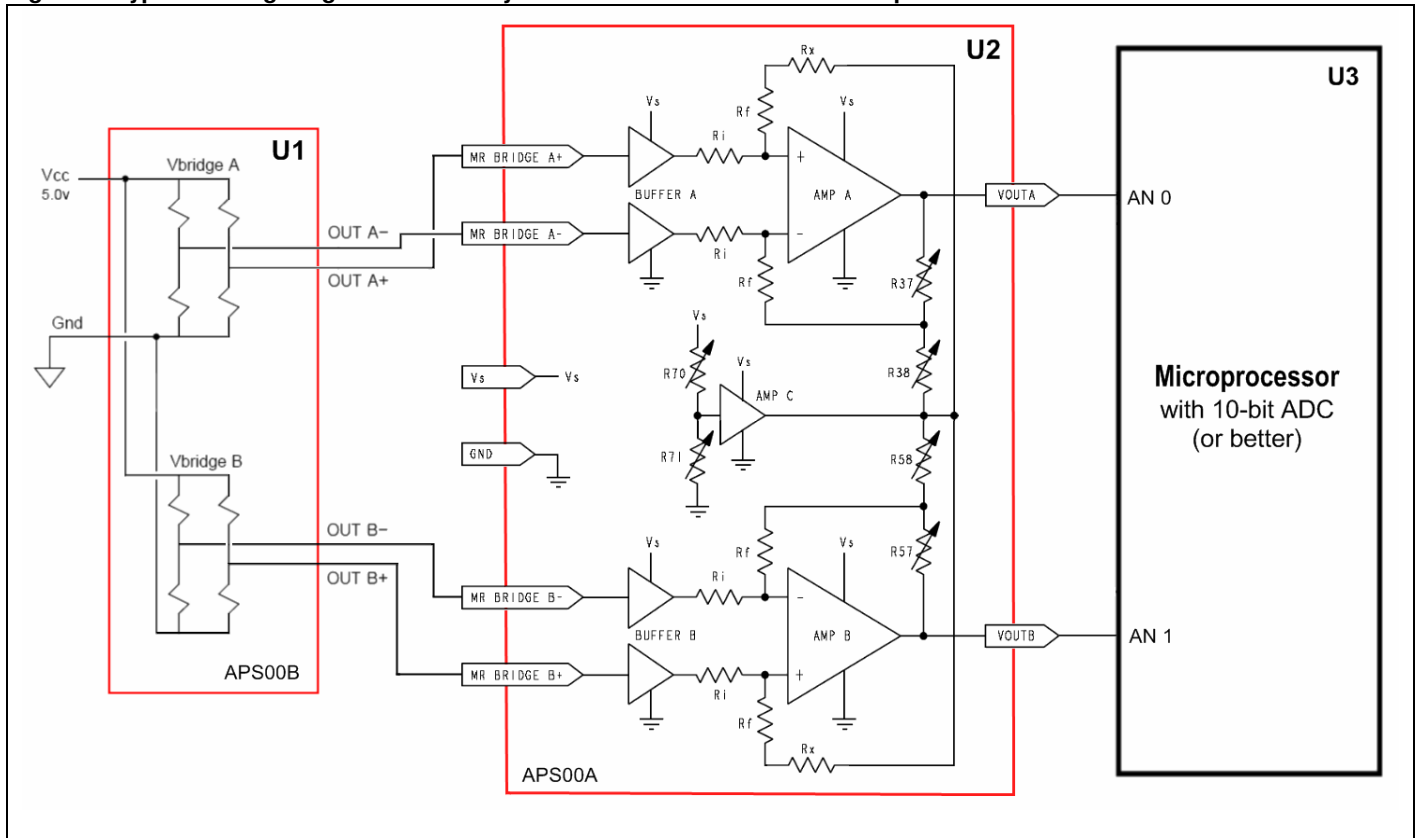 U1
Vbridge A
Vcc
5.0v
OUT A−
OUT A+
Gnd
Vbridge B
OUT B−
OUT B+
APS00B
U2
Rx
Vs
Rf
Vs
MR BRIDGE A+
Ri
+
BUFFER A
AMP A
VOUTA
MR BRIDGE A-
Ri
-
Rf
R37
Vs
Vs
Vs
R70
Vs
AMP C
R38
GND
R71
R58
Vs
Rf
Vs
R57
MR BRIDGE B-
Ri
-
BUFFER B
AMP B
VOUTB
MR BRIDGE B+
Ri
+
Rf
Rx
APS00A
U3
AN 0
Microprocessor
with 10-bit ADC
(or better)
AN 1